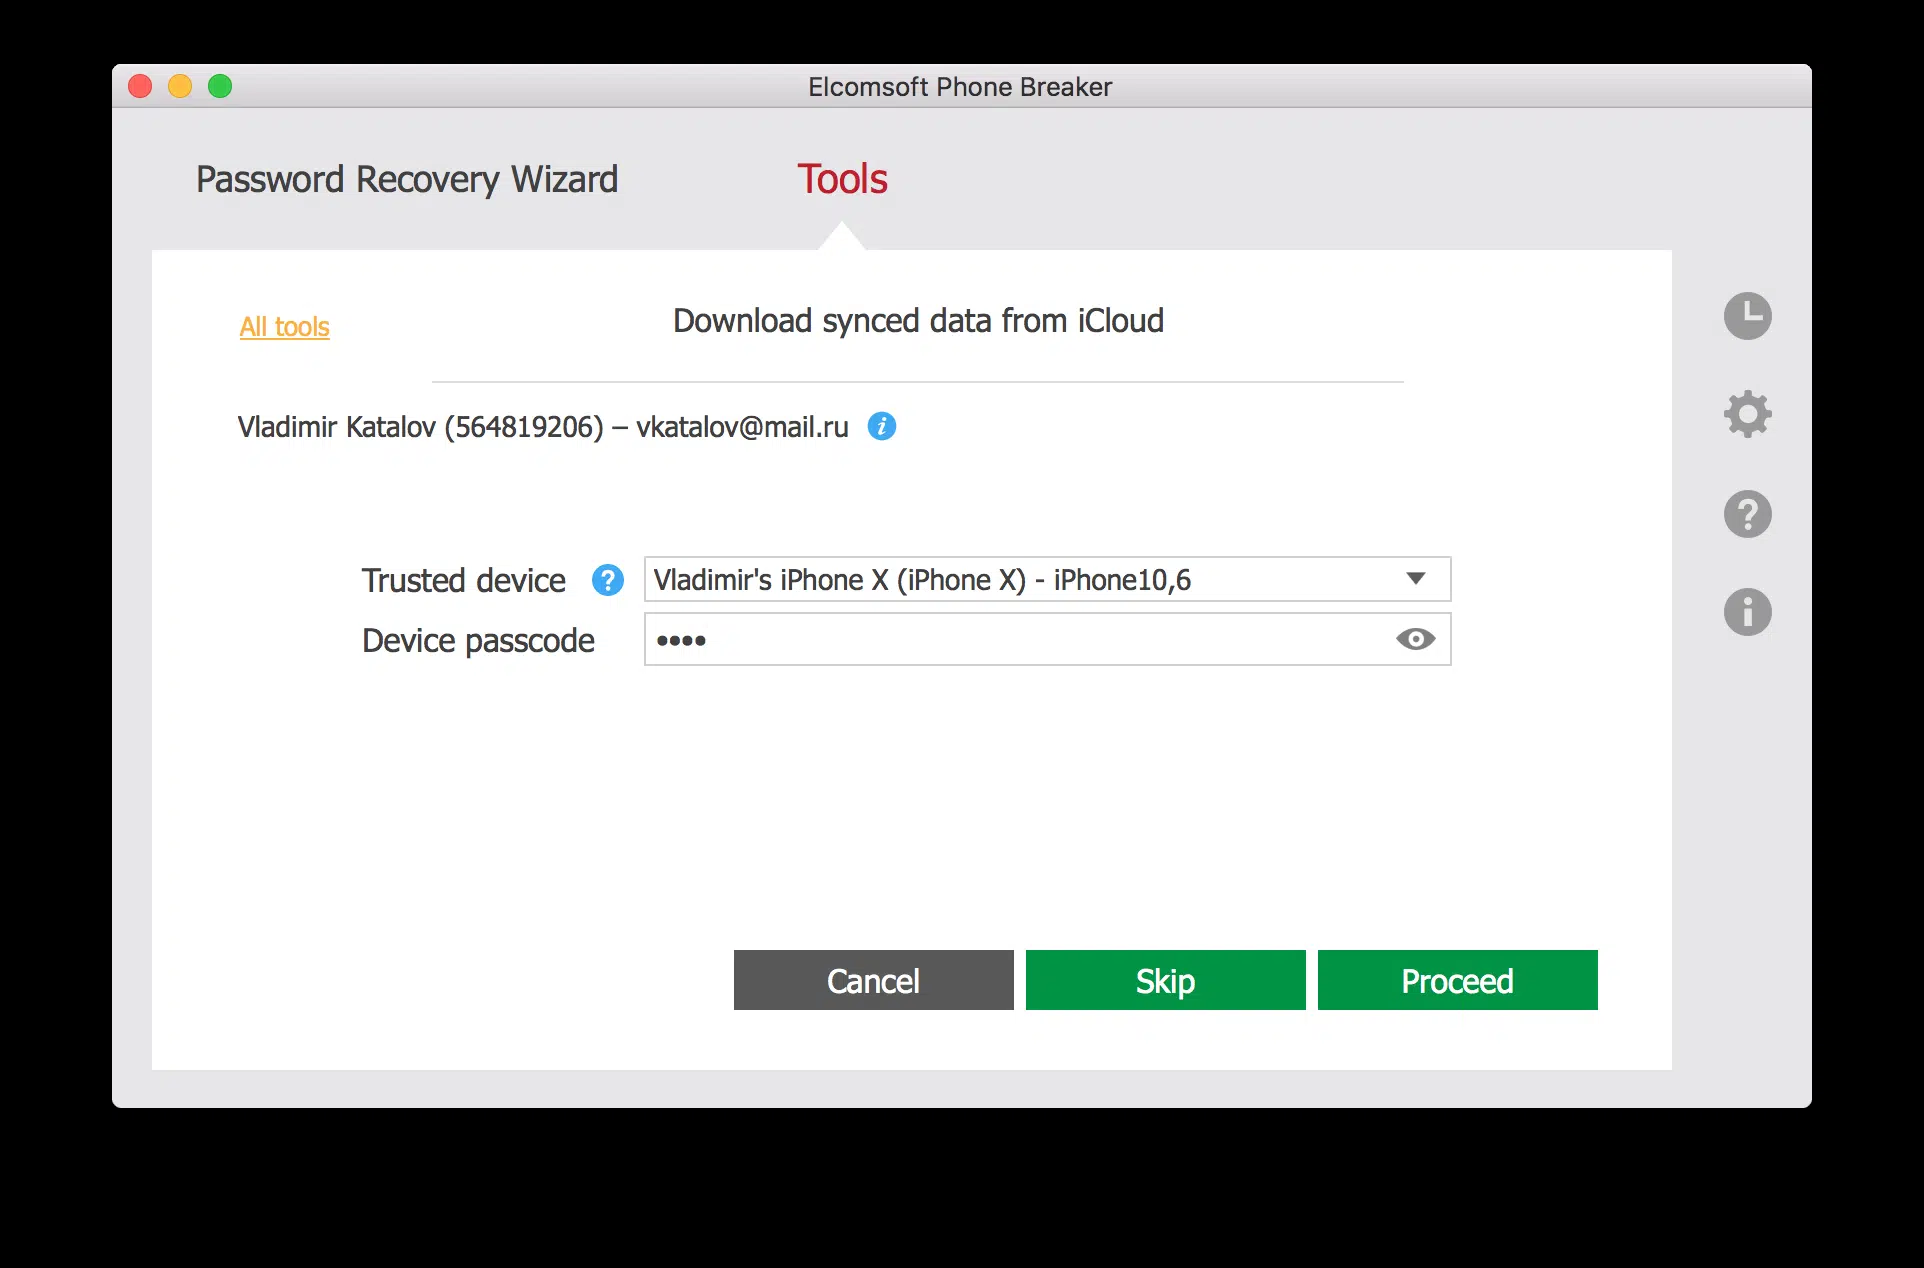 Elcomsoft Phone Breaker
Password Recovery Wizard
Tools
All tools
Download synced data from iCloud
Vladimir Katalov (564819206) – vkatalov@mail.ru
Trusted device
Vladimir's iPhone X (iPhone X) - iPhone10,6
Device passcode
••••
Cancel
Skip
Proceed